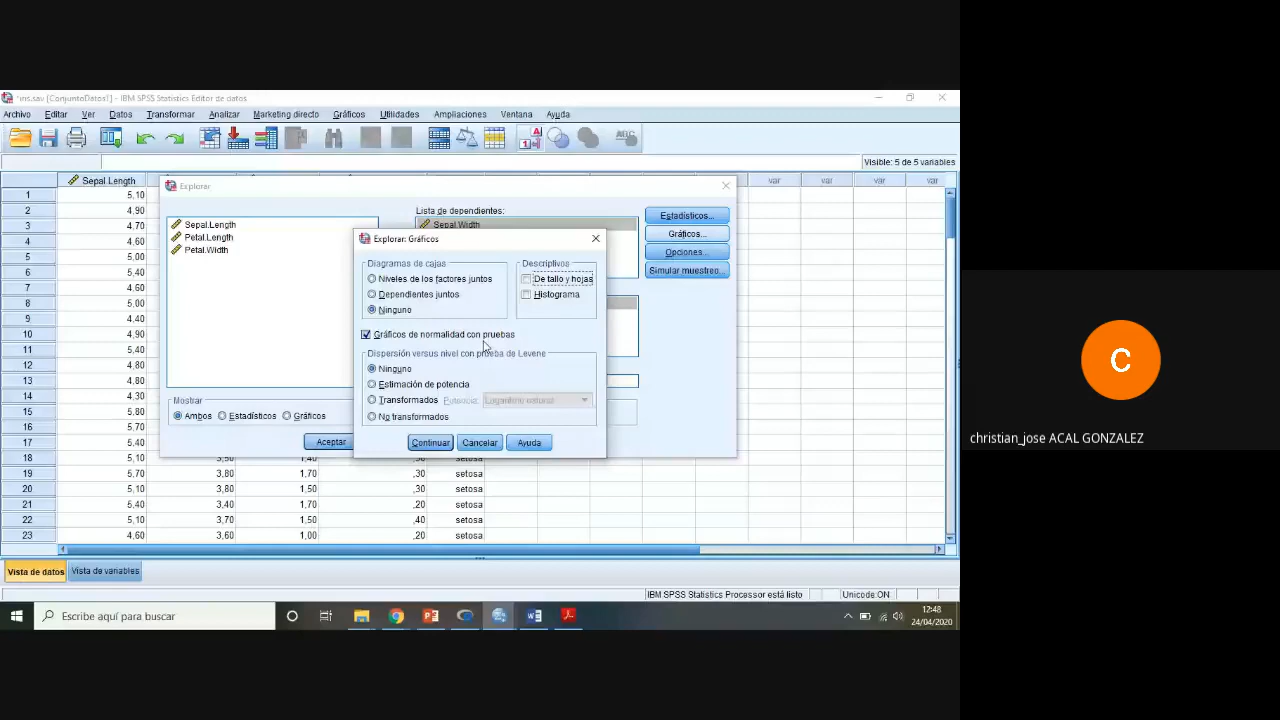 *iris.sav [ConjuntoDatos1] - IBM SPSS Statistics Editor de datos
Archivo Editar Ver Datos Transformar Analizar Marketing directo Gráficos Utilidades Ampliaciones Ventana Ayuda
Visible: 5 de 5 variables
Sepal.Length var var var var
1 5,10
2 4,90
3 4,70
4 4,60
5 5,00
6 5,40
7 4,60
8 5,00
9 4,40
10 4,90
11 5,40
12 4,80
13 4,80
14 4,30
15 5,80
16 5,70
17 5,40
18 5,10 3,50 1,40 ,30 setosa
19 5,70 3,80 1,70 ,30 setosa
20 5,10 3,80 1,50 ,30 setosa
21 5,40 3,40 1,70 ,20 setosa
22 5,10 3,70 1,50 ,40 setosa
23 4,60 3,60 1,00 ,20 setosa
Explorar
Lista de dependientes:
Sepal.Length
Petal.Length
Petal.Width
Sepal.Width
Estadísticos...
Gráficos...
Opciones...
Simular muestreo...
Mostrar
Ambos Estadísticos Gráficos
Aceptar
Explorar: Gráficos
Diagramas de cajas
Niveles de los factores juntos
Dependientes juntos
Ninguno
Descriptivos
De tallo y hojas
Histograma
Gráficos de normalidad con pruebas
Dispersión versus nivel con prueba de Levene
Ninguno
Estimación de potencia
Transformados Potencia: Logaritmo natural
No transformados
Continuar Cancelar Ayuda
Vista de datos Vista de variables
IBM SPSS Statistics Processor está listo Unicode:ON
Escribe aquí para buscar
12:48
24/04/2020
C
christian_jose ACAL GONZALEZ